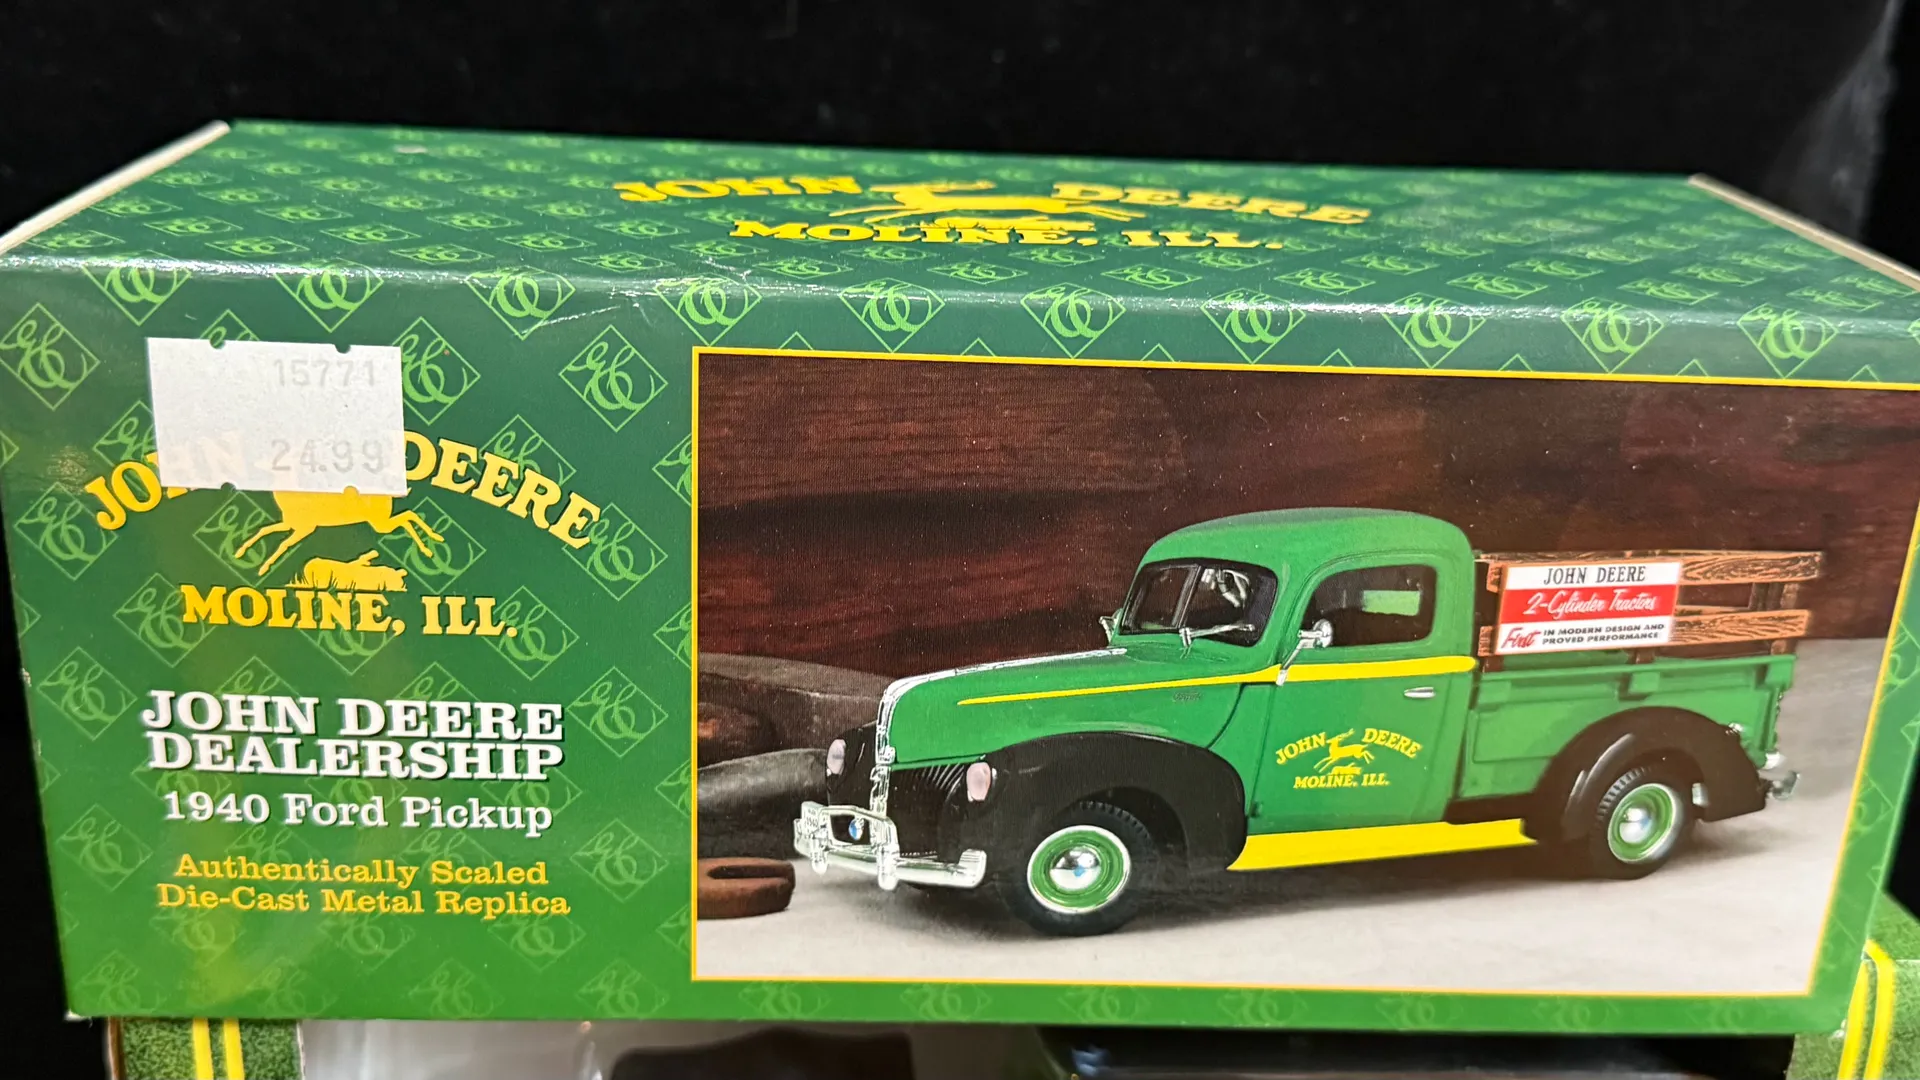 JOHN DEERE
MOLINE, ILL.
15771
24.99
JOHN DEERE
MOLINE, ILL.
JOHN DEERE
DEALERSHIP
1940 Ford Pickup
Authentically Scaled
Die-Cast Metal Replica
JOHN DEERE
2-Cylinder Tractors
First IN MODERN DESIGN AND
PROVED PERFORMANCE
JOHN DEERE
MOLINE, ILL.